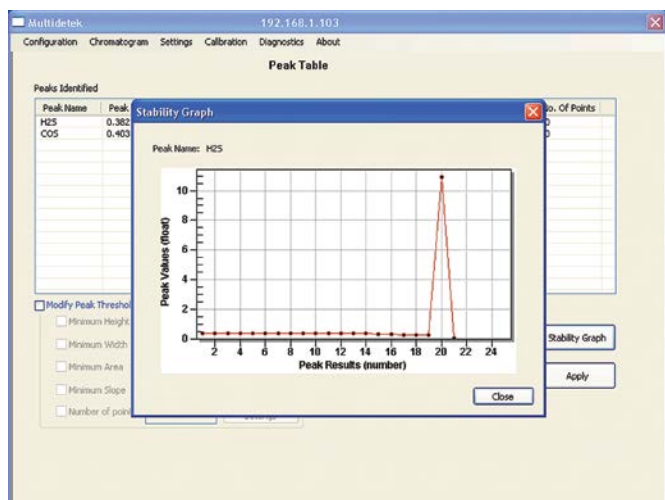 Multidetek 192.168.1.103
Configuration Chromatogram Settings Calibration Diagnostics About
Peak Table
Peaks Identified
Peak Name Peak No. Of Points
H2S 0.382
COS 0.403
Stability Graph
Peak Name: H2S
Peak Values (float)
10
8
6
4
2
0
2 4 6 8 10 12 14 16 18 20 22 24
Peak Results (number)
Close
Modify Peak Threshol
Minimum Height
Minimum Width
Minimum Area
Minimum Slope
Number of poin
Stability Graph
Apply